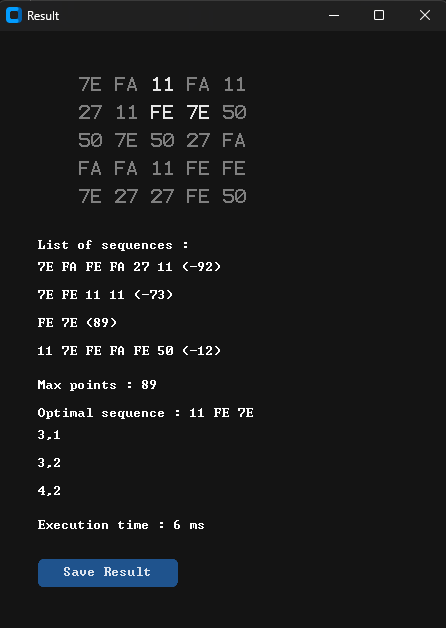 Result
7E FA 11 FA 11
27 11 FE 7E 50
50 7E 50 27 FA
FA FA 11 FE FE
7E 27 27 FE 50
List of sequences :
7E FA FE FA 27 11 (-92)
7E FE 11 11 (-73)
FE 7E (89)
11 7E FE FA FE 50 (-12)
Max points : 89
Optimal sequence : 11 FE 7E
3,1
3,2
4,2
Execution time : 6 ms
Save Result